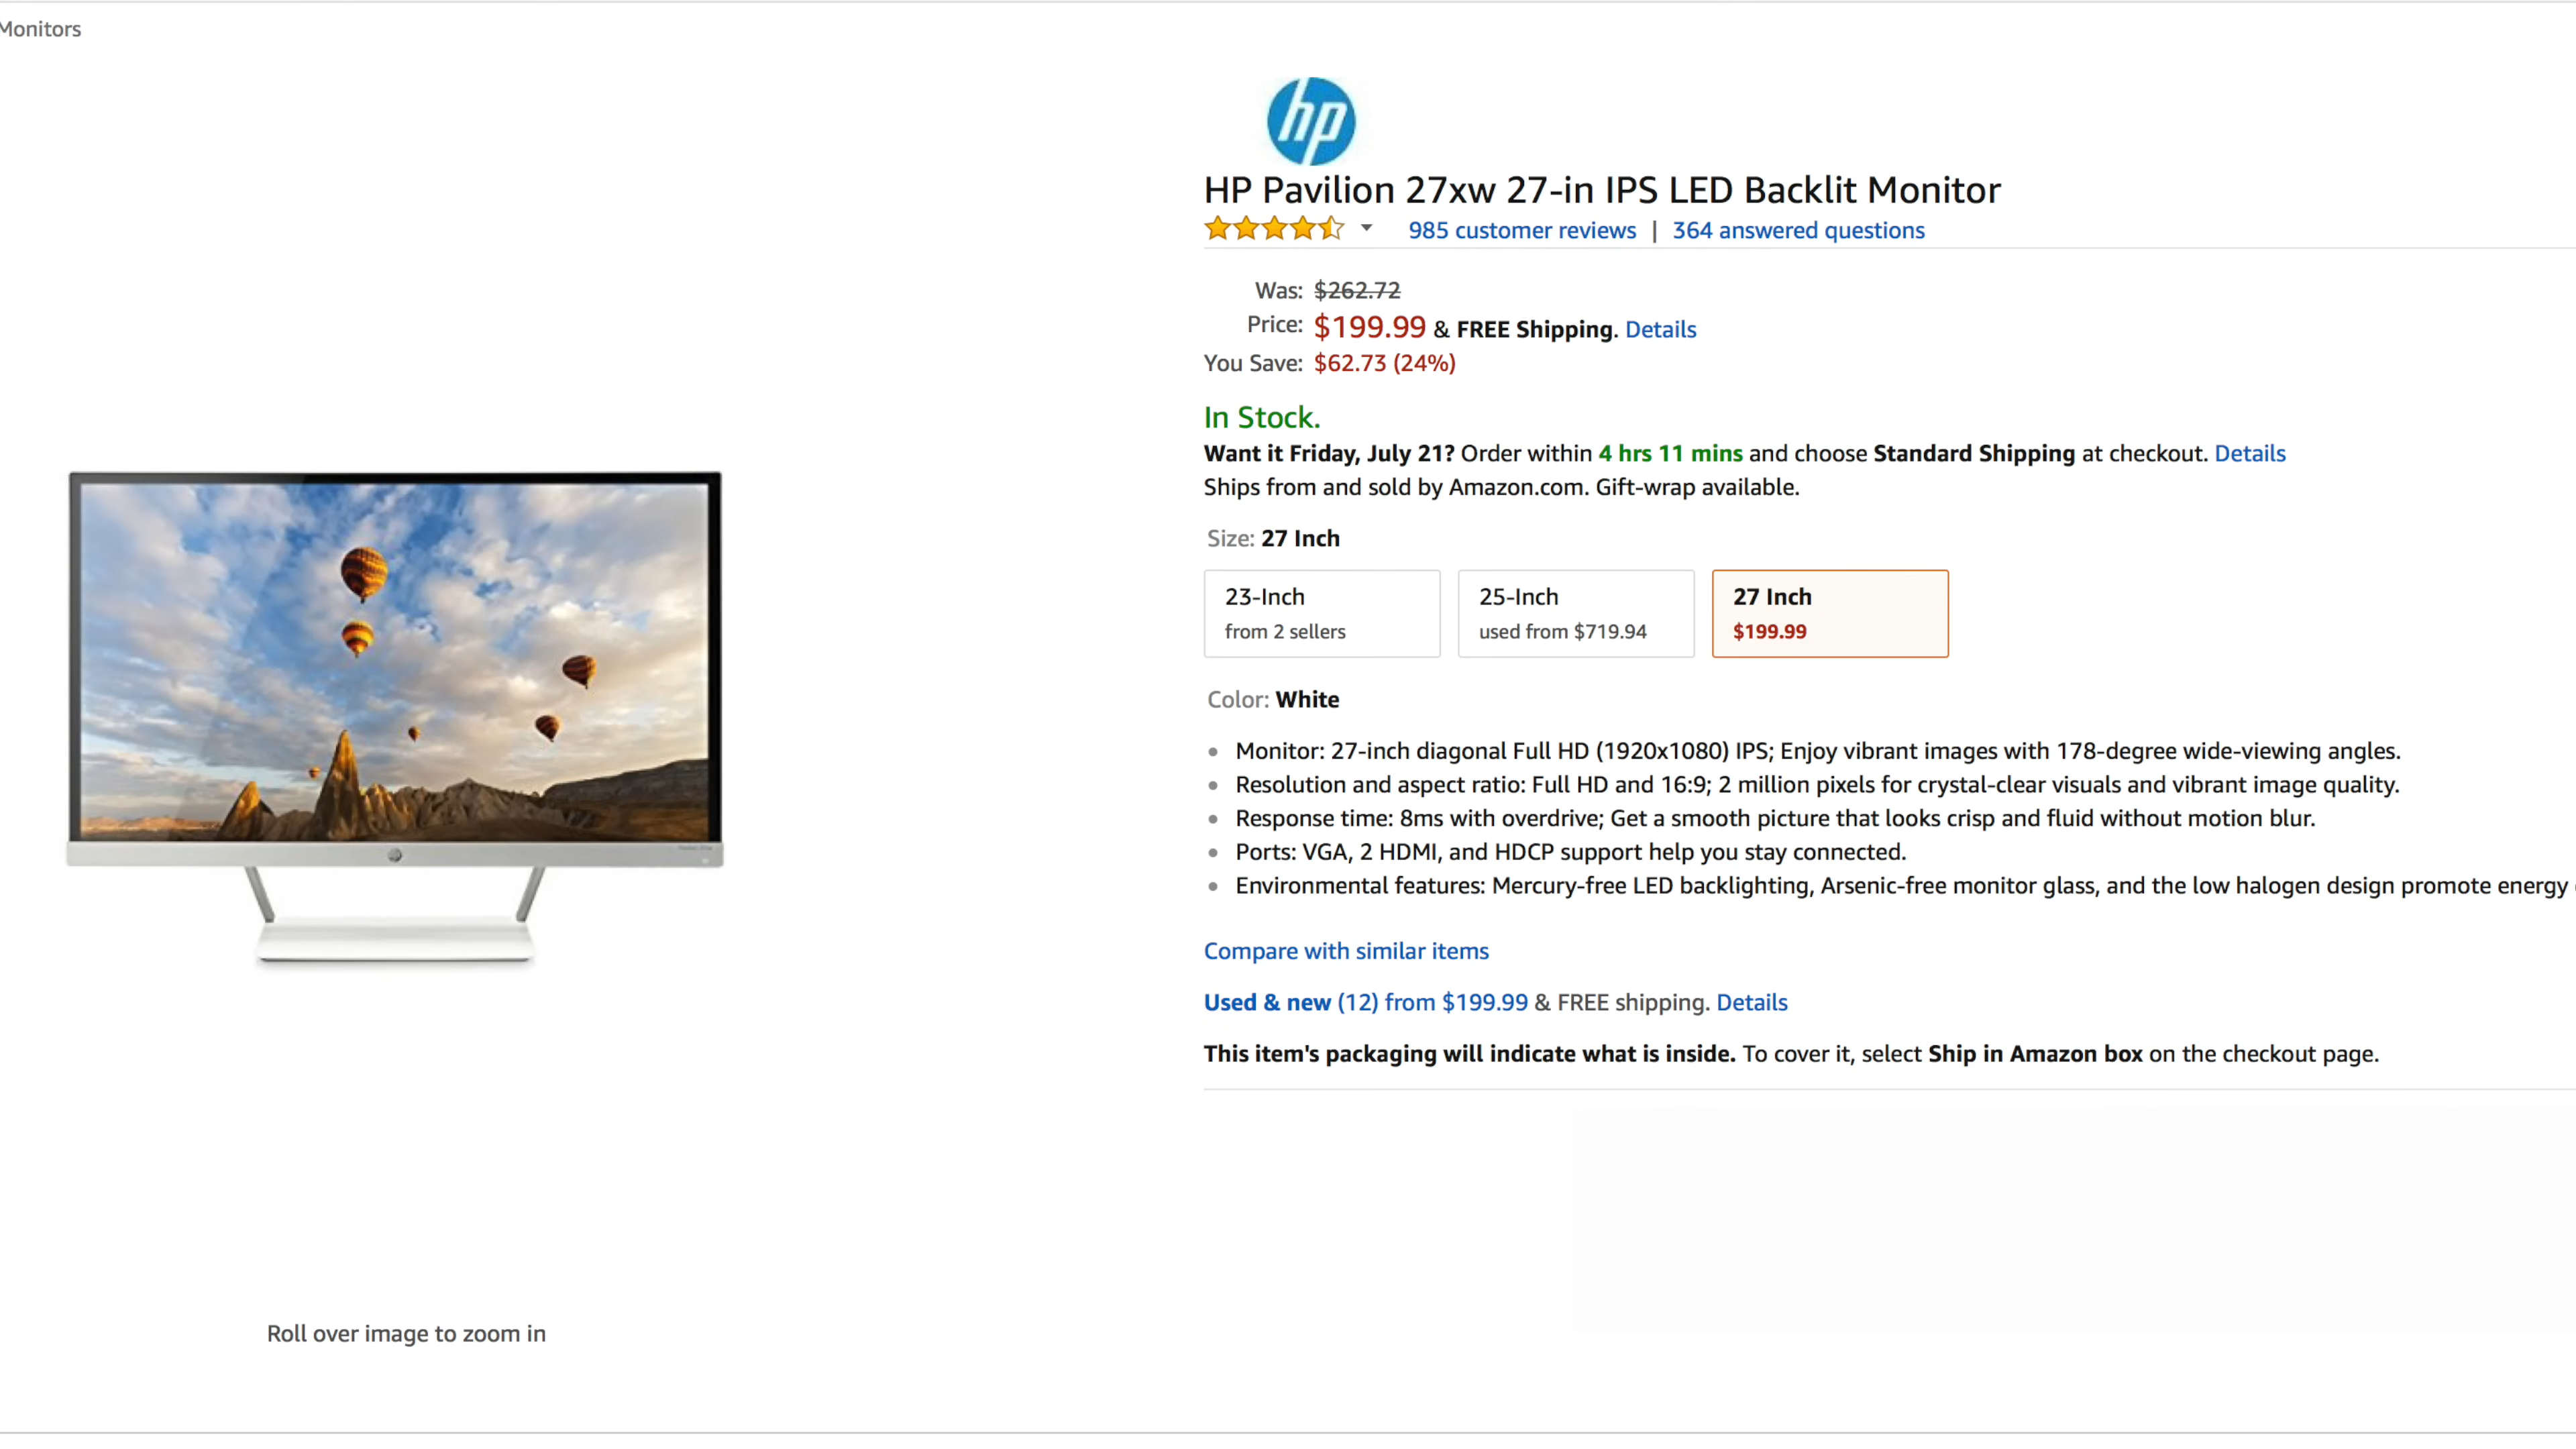 Monitors
hp
HP Pavilion 27xw 27-in IPS LED Backlit Monitor
985 customer reviews | 364 answered questions
Was: $262.72
Price: $199.99 & FREE Shipping. Details
You Save: $62.73 (24%)
In Stock.
Want it Friday, July 21? Order within 4 hrs 11 mins and choose Standard Shipping at checkout. Details
Ships from and sold by Amazon.com. Gift-wrap available.
Size: 27 Inch
23-Inch
from 2 sellers
25-Inch
used from $719.94
27 Inch
$199.99
Color: White
• Monitor: 27-inch diagonal Full HD (1920x1080) IPS; Enjoy vibrant images with 178-degree wide-viewing angles.
• Resolution and aspect ratio: Full HD and 16:9; 2 million pixels for crystal-clear visuals and vibrant image quality.
• Response time: 8ms with overdrive; Get a smooth picture that looks crisp and fluid without motion blur.
• Ports: VGA, 2 HDMI, and HDCP support help you stay connected.
• Environmental features: Mercury-free LED backlighting, Arsenic-free monitor glass, and the low halogen design promote energy
Compare with similar items
Used & new (12) from $199.99 & FREE shipping. Details
This item's packaging will indicate what is inside. To cover it, select Ship in Amazon box on the checkout page.
Roll over image to zoom in